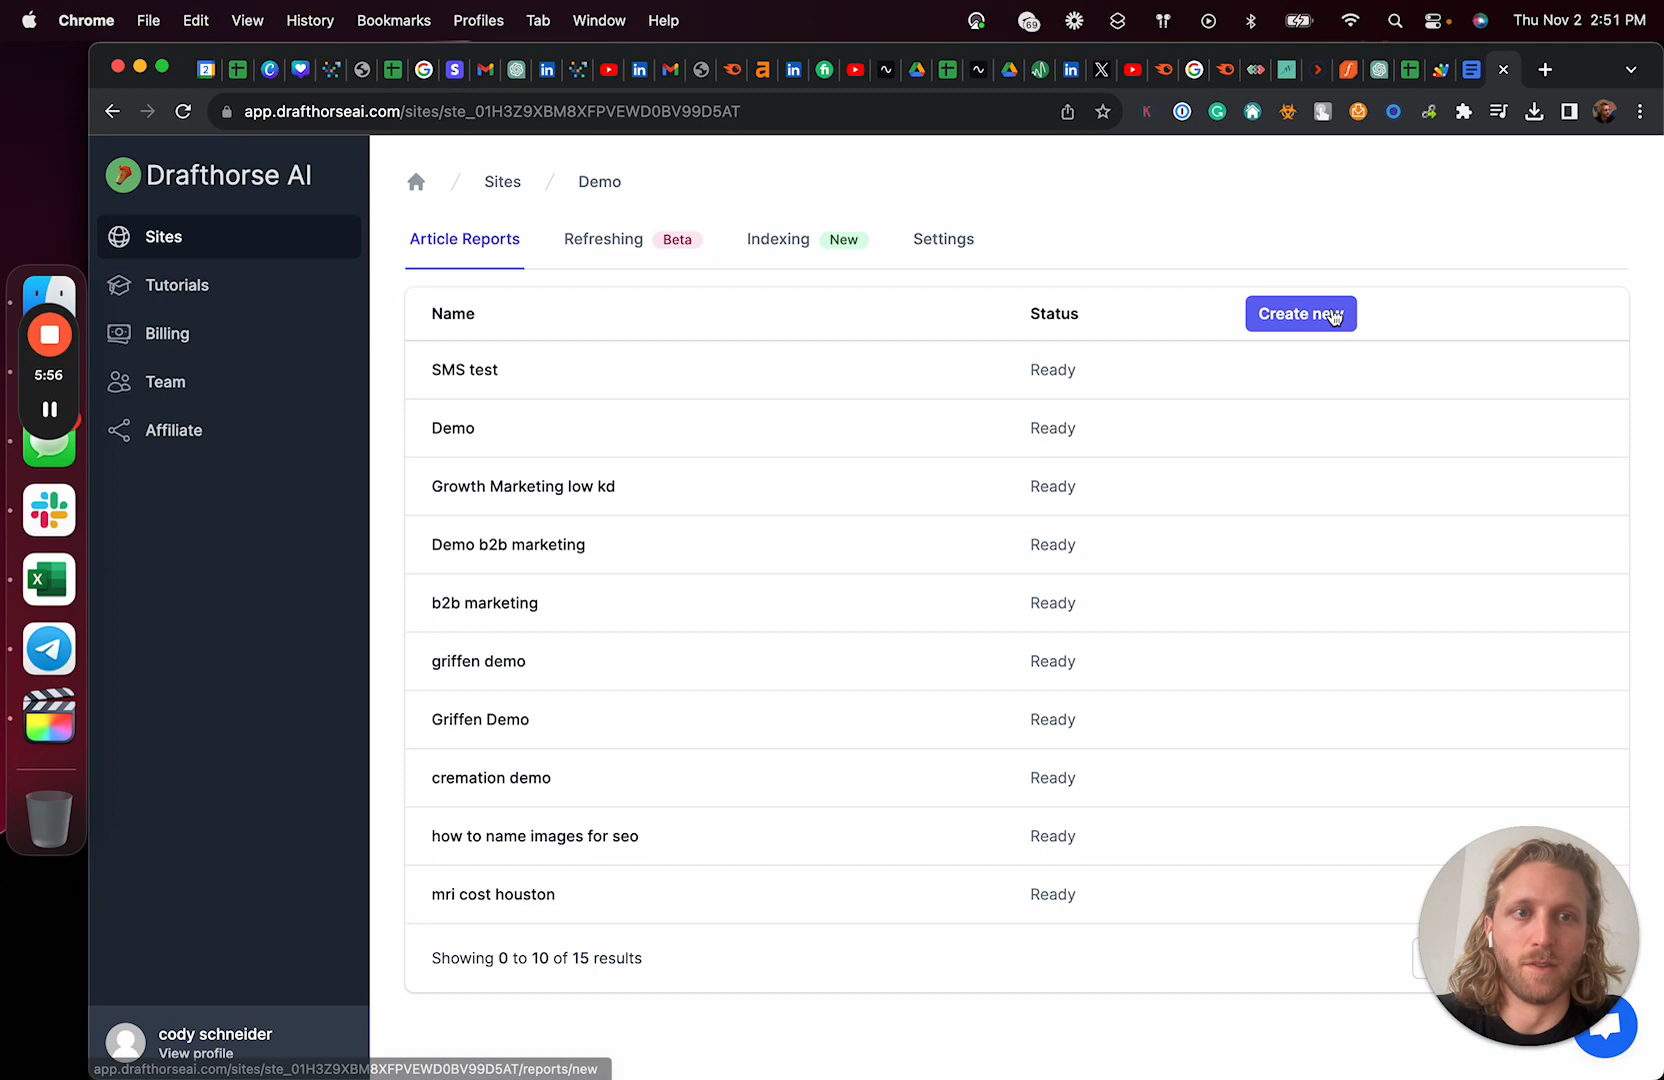 Chrome File Edit View History Bookmarks Profiles Tab Window Help 69 Thu Nov 2 2:51 PM
app.drafthorseai.com/sites/ste_01H3Z9XBM8XFPVEWD0BV99D5AT
Drafthorse AI
Sites
Tutorials
Billing
Team
Affiliate
5:56
Sites / Demo
Article Reports Refreshing Beta Indexing New Settings
Name Status Create new
SMS test Ready
Demo Ready
Growth Marketing low kd Ready
Demo b2b marketing Ready
b2b marketing Ready
griffen demo Ready
Griffen Demo Ready
cremation demo Ready
how to name images for seo Ready
mri cost houston Ready
Showing 0 to 10 of 15 results
cody schneider
View profile
app.drafthorseai.com/sites/ste_01H3Z9XBM8XFPVEWD0BV99D5AT/reports/new